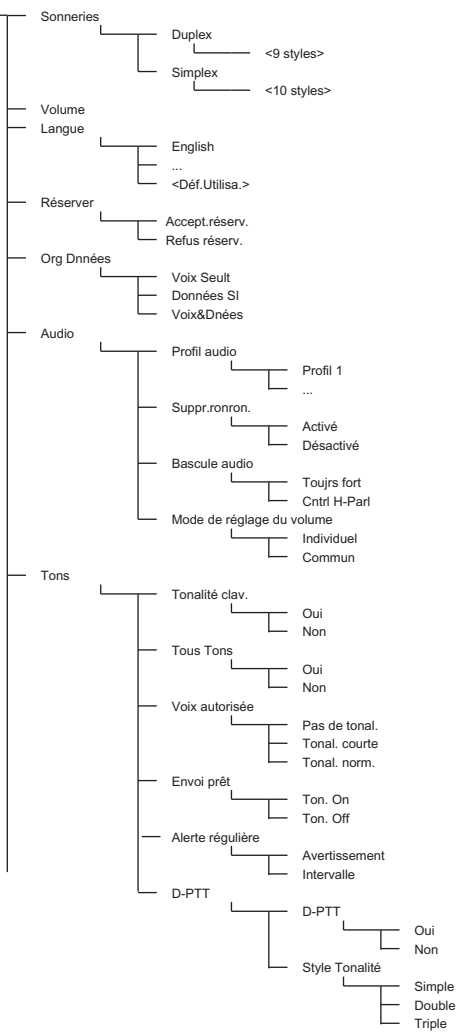 Sonneries
Duplex
<9 styles>
Simplex
<10 styles>
Volume
Langue
English
...
<Déf.Utilisa.>
Réserver
Accept.réserv.
Refus réserv.
Org Dnnées
Voix Seult
Données SI
Voix&Dnées
Audio
Profil audio
Profil 1
...
Suppr.ronron.
Activé
Désactivé
Bascule audio
Toujrs fort
Cntrl H-Parl
Mode de réglage du volume
Individuel
Commun
Tons
Tonalité clav.
Oui
Non
Tous Tons
Oui
Non
Voix autorisée
Pas de tonal.
Tonal. courte
Tonal. norm.
Envoi prêt
Ton. On
Ton. Off
Alerte régulière
Avertissement
Intervalle
D-PTT
D-PTT
Oui
Non
Style Tonalité
Simple
Double
Triple